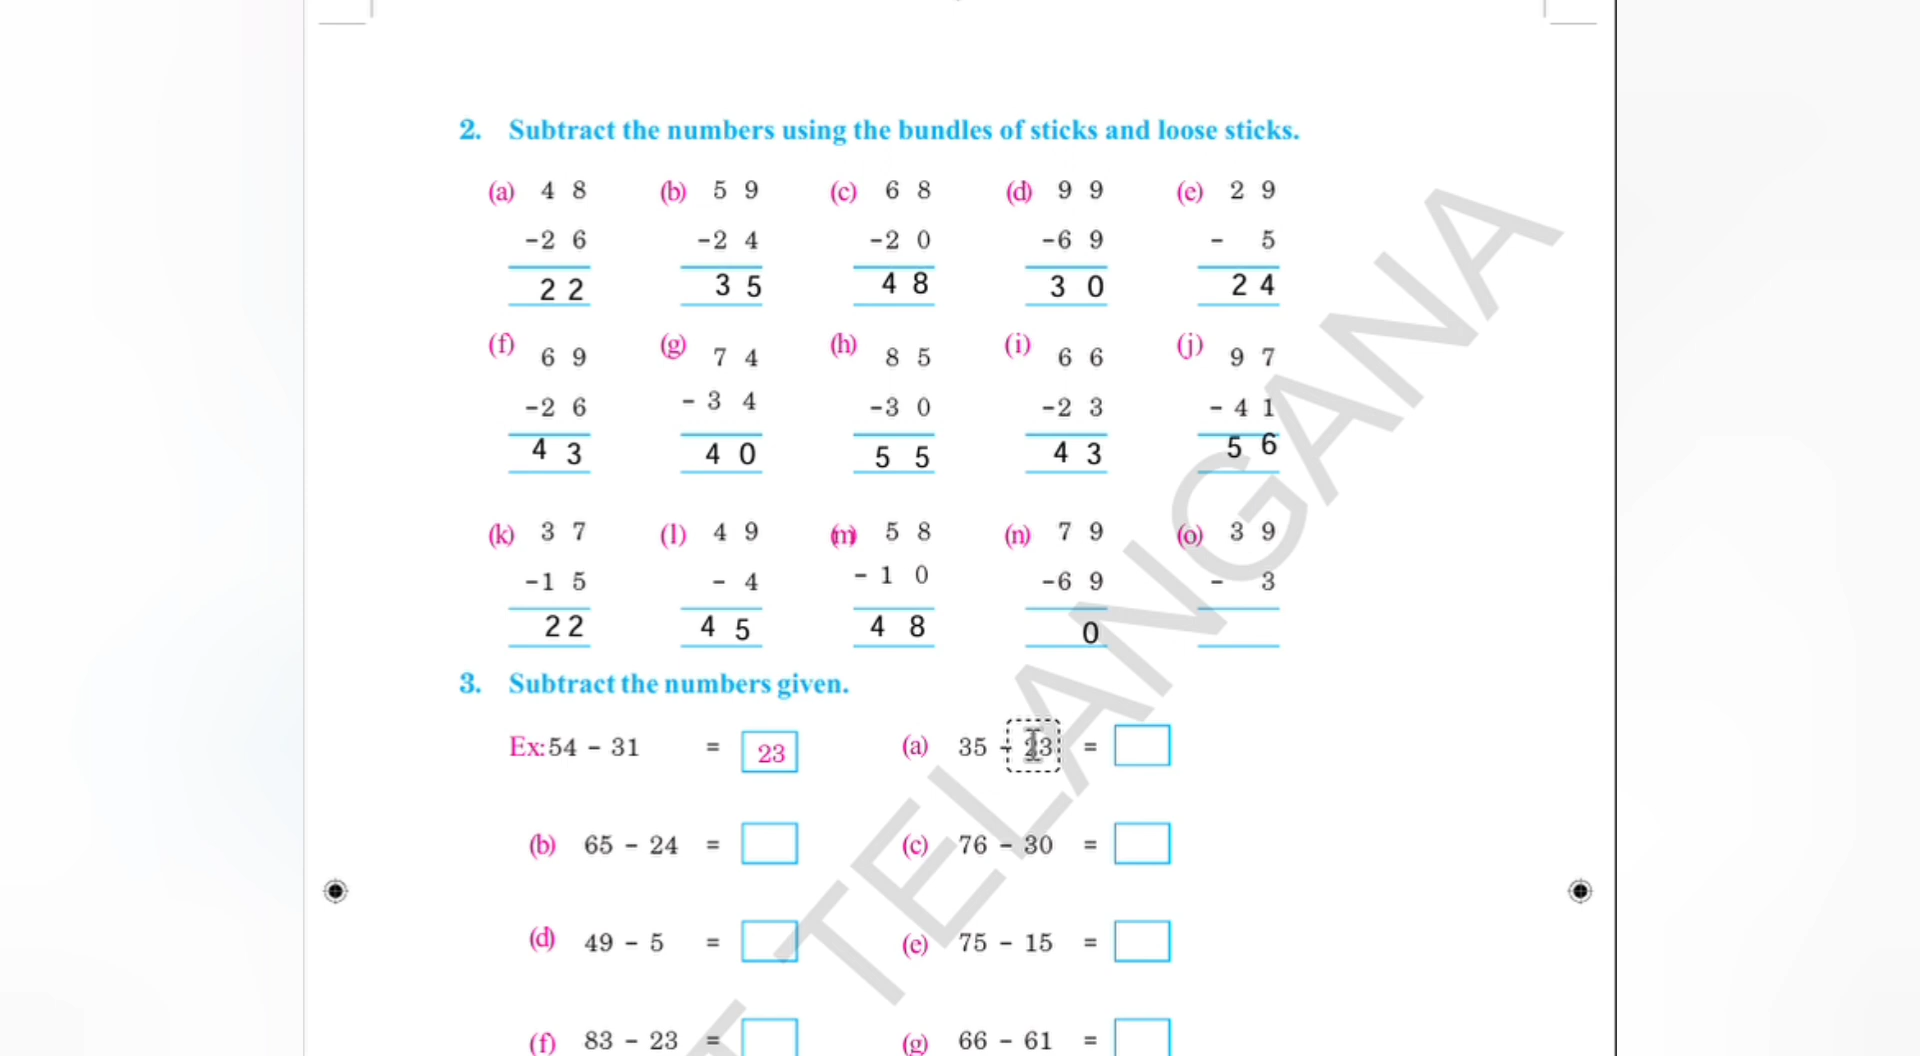 2. Subtract the numbers using the bundles of sticks and loose sticks.
(a) 4 8 (b) 5 9 (c) 6 8 (d) 9 9 (e) 2 9
-2 6 -2 4 -2 0 -6 9 - 5
2 2 3 5 4 8 3 0 2 4
(f) 6 9 (g) 7 4 (h) 8 5 (i) 6 6 (j) 9 7
-2 6 - 3 4 -3 0 -2 3 - 4 1
4 3 4 0 5 5 4 3 5 6
(k) 3 7 (l) 4 9 (m) 5 8 (n) 7 9 (o) 3 9
-1 5 - 4 - 1 0 -6 9 - 3
2 2 4 5 4 8 0
3. Subtract the numbers given.
Ex: 54 - 31 = 23 (a) 35 - 23 =
(b) 65 - 24 = (c) 76 - 30 =
(d) 49 - 5 = (e) 75 - 15 =
(f) 83 - 23 = (g) 66 - 61 =
TELANGANA